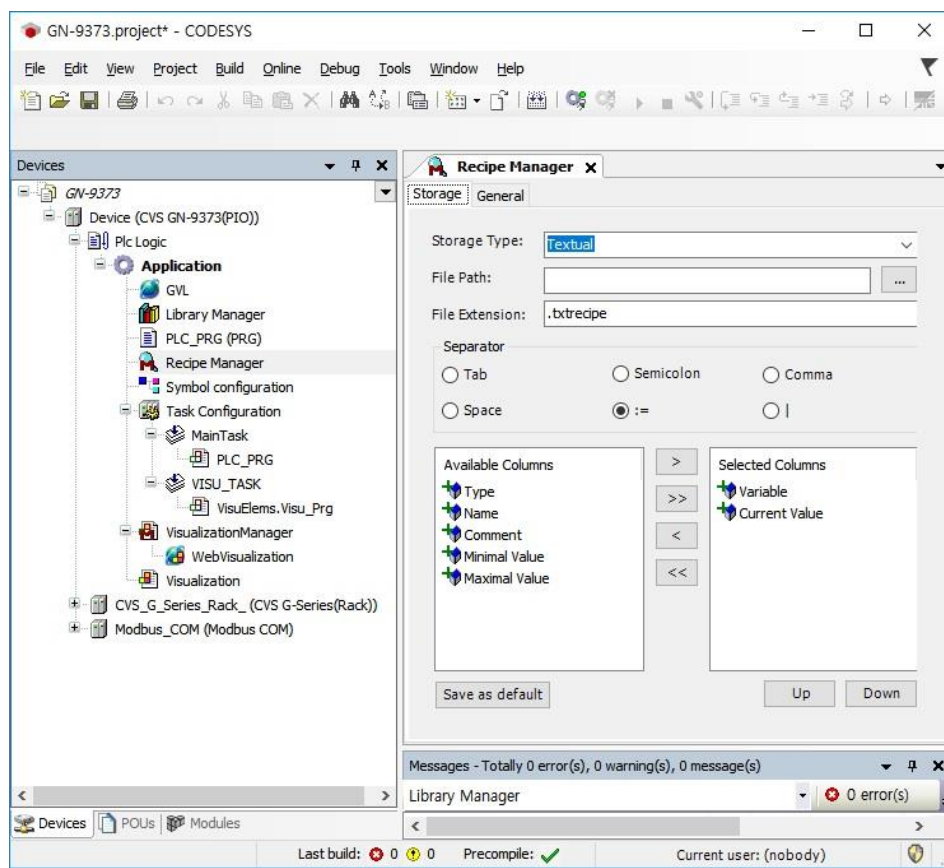 GN-9373.project* - CODESYS
File Edit View Project Build Online Debug Tools Window Help
Devices
GN-9373
Device (CVS GN-9373(PIO))
Plc Logic
Application
GVL
Library Manager
PLC_PRG (PRG)
Recipe Manager
Symbol configuration
Task Configuration
MainTask
PLC_PRG
VISU_TASK
VisuElems.Visu_Prg
VisualizationManager
WebVisualization
Visualization
CVS_G_Series_Rack_ (CVS G-Series(Rack))
Modbus_COM (Modbus COM)
Devices POUs Modules
Recipe Manager
Storage General
Storage Type: Textual
File Path: ...
File Extension: .txtrecipe
Separator
Tab Semicolon Comma
Space := |
Available Columns
Type
Name
Comment
Minimal Value
Maximal Value
>
>>
<
<<
Selected Columns
Variable
Current Value
Save as default Up Down
Messages - Totally 0 error(s), 0 warning(s), 0 message(s)
Library Manager 0 error(s)
Last build: 0 0 Precompile: Current user: (nobody)